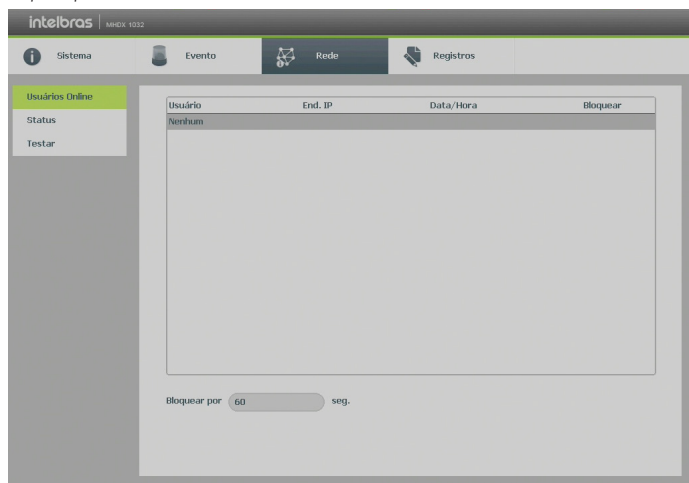 intelbras MHDX 1032
Sistema Evento Rede Registros
Usuários Online
Status
Testar
Usuário End. IP Data/Hora Bloquear
Nenhum
Bloquear por 60 seg.